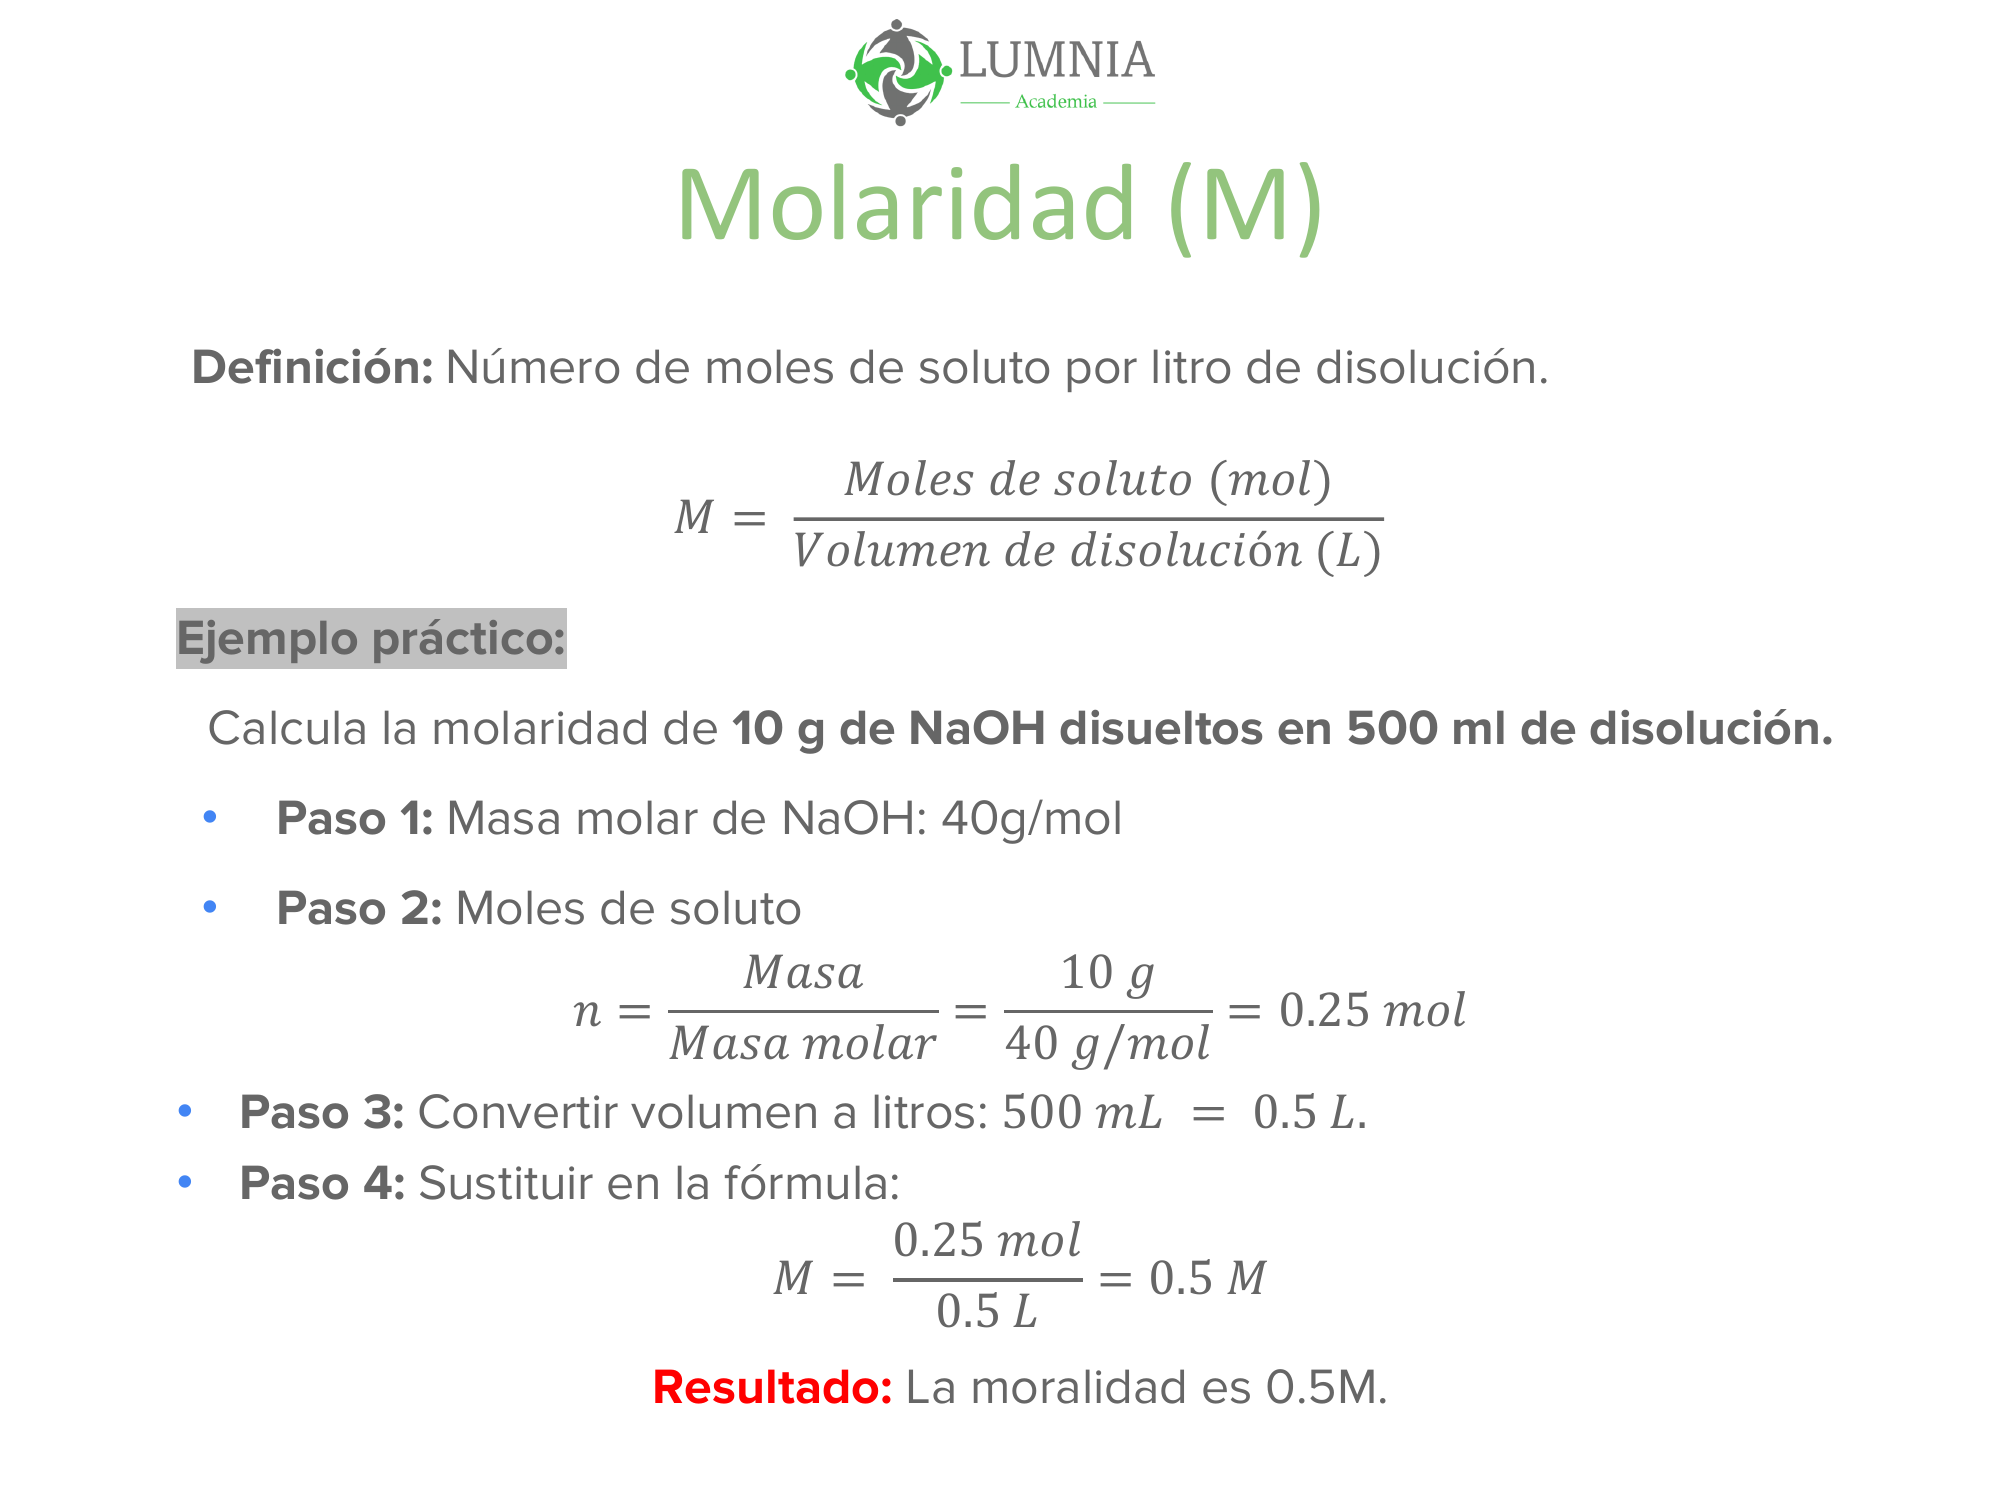 LUMNIA
Academia
Molaridad (M)
Definición: Número de moles de soluto por litro de disolución.
M = Moles de soluto (mol) / Volumen de disolución (L)
Ejemplo práctico:
Calcula la molaridad de 10 g de NaOH disueltos en 500 ml de disolución.
• Paso 1: Masa molar de NaOH: 40g/mol
• Paso 2: Moles de soluto
n = Masa / Masa molar = 10 g / 40 g/mol = 0.25 mol
• Paso 3: Convertir volumen a litros: 500 mL = 0.5 L.
• Paso 4: Sustituir en la fórmula:
M = 0.25 mol / 0.5 L = 0.5 M
Resultado: La moralidad es 0.5M.